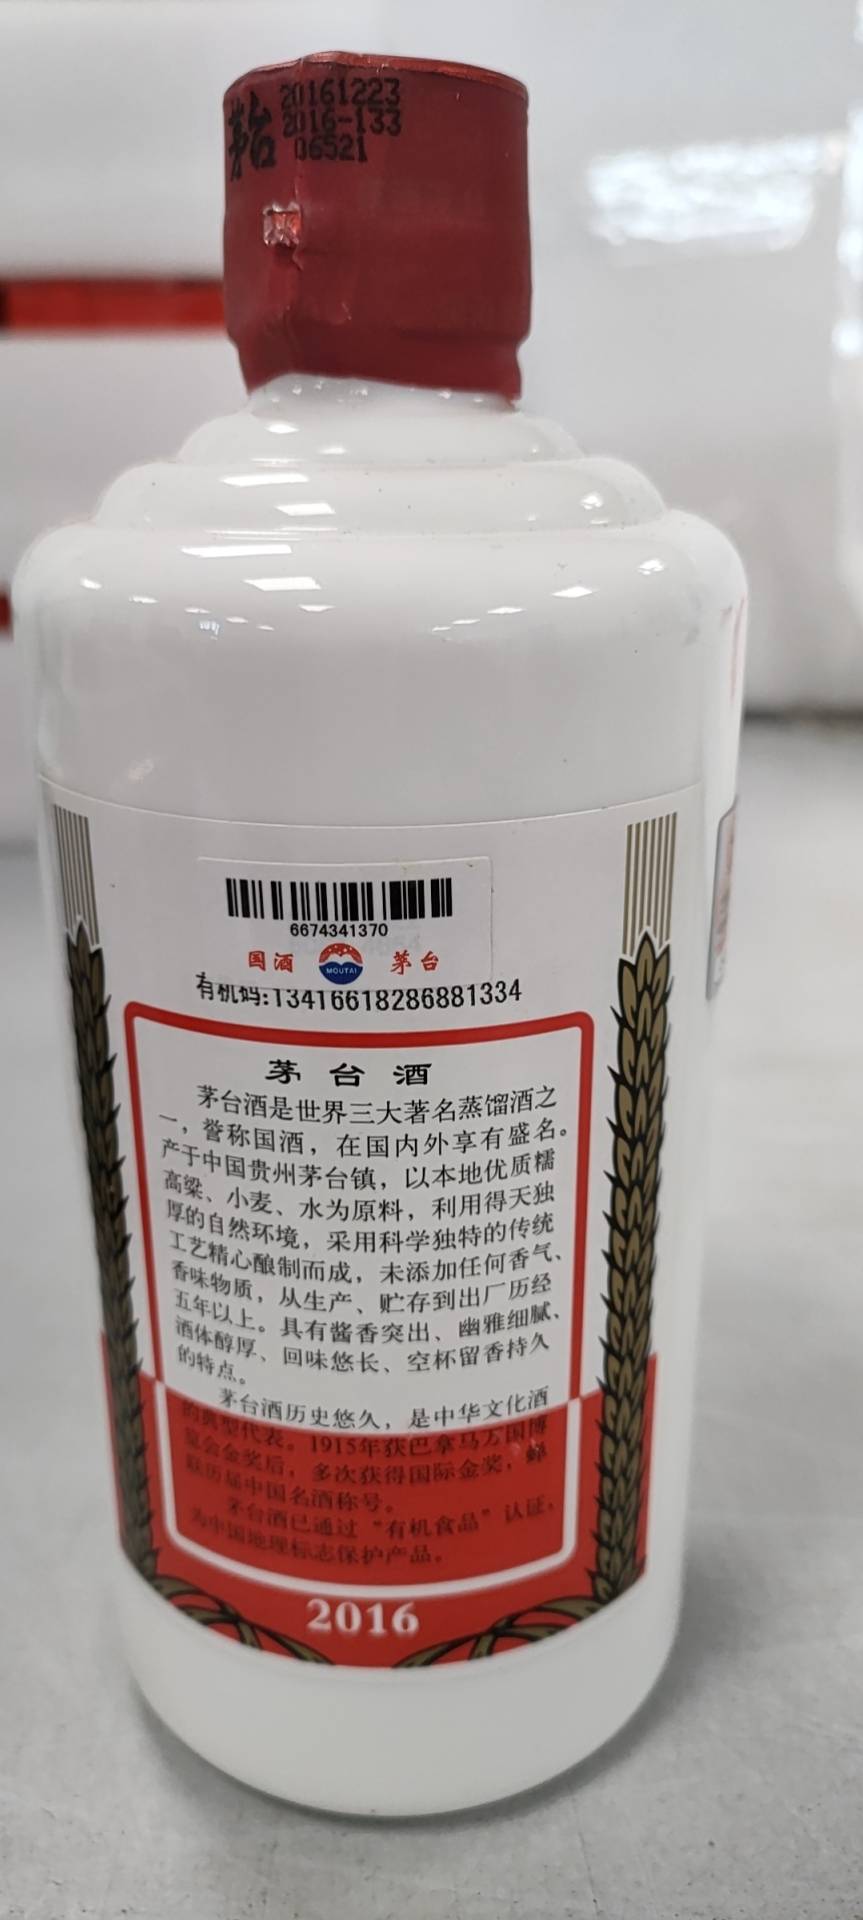 茅台
20161223
2016-133
06521
6674341370
国酒 MOUTAI 茅台
有机码:13416618286881334
茅台酒
茅台酒是世界三大著名蒸馏酒之
一，誉称国酒，在国内外享有盛名。
产于中国贵州茅台镇，以本地优质糯
高粱、小麦、水为原料，利用得天独
厚的自然环境，采用科学独特的传统
工艺精心酿制而成，未添加任何香气、
香味物质，从生产、贮存到出厂历经
五年以上。具有酱香突出、幽雅细腻、
酒体醇厚、回味悠长、空杯留香持久
的特点。
茅台酒历史悠久，是中华文化酒
的典型代表。1915年获巴拿马万国博
览会金奖后，多次获得国际金奖，蝉
联历届中国名酒称号。
茅台酒已通过“有机食品”认证，
为中国地理标志保护产品。
2016